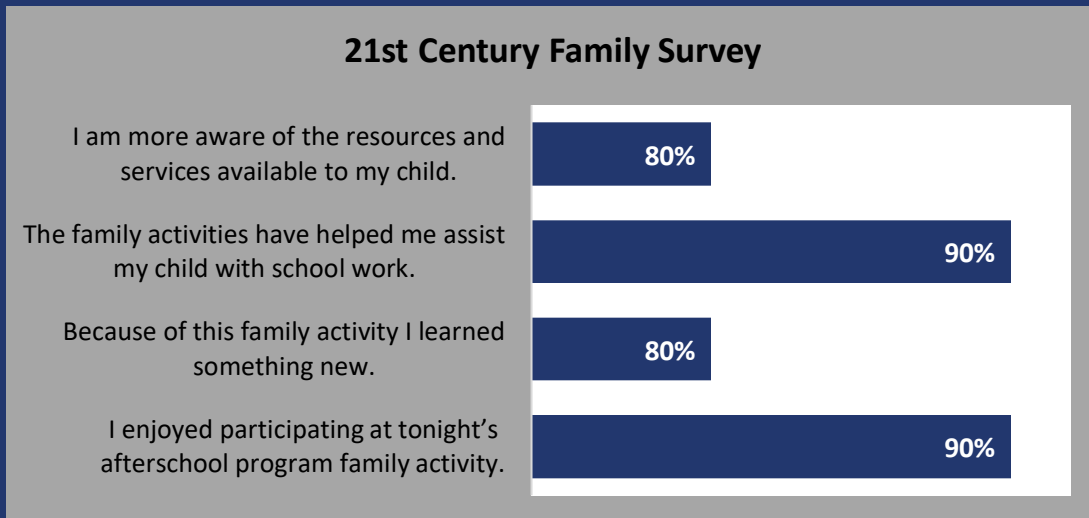 21st Century Family Survey
I am more aware of the resources and
services available to my child.
80%
The family activities have helped me assist
my child with school work.
90%
Because of this family activity I learned
something new.
80%
I enjoyed participating at tonight’s
afterschool program family activity.
90%